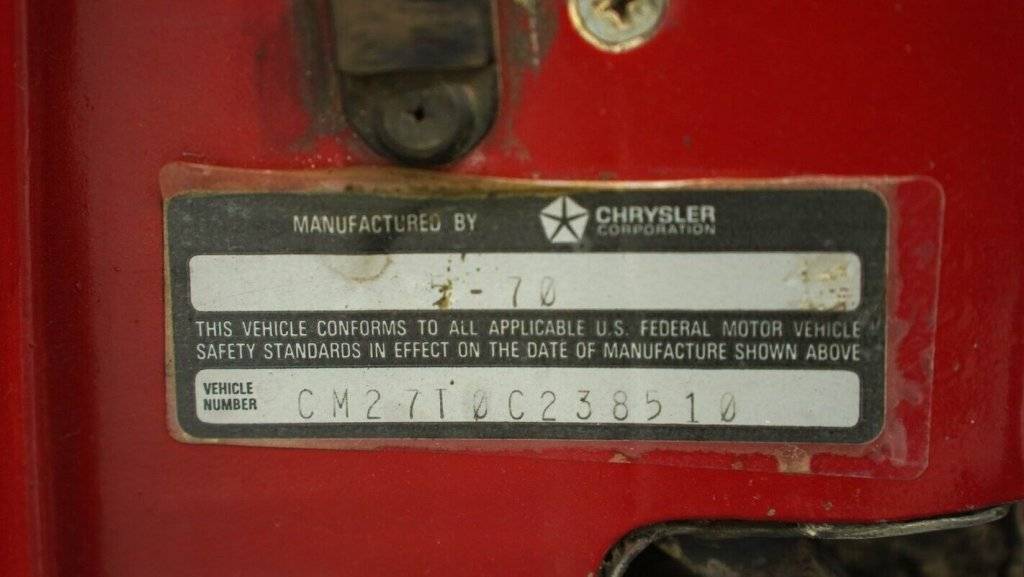 MANUFACTURED BY
CHRYSLER
CORPORATION
- 70
THIS VEHICLE CONFORMS TO ALL APPLICABLE U.S. FEDERAL MOTOR VEHICLE
SAFETY STANDARDS IN EFFECT ON THE DATE OF MANUFACTURE SHOWN ABOVE
VEHICLE
NUMBER
CM27T0C238510